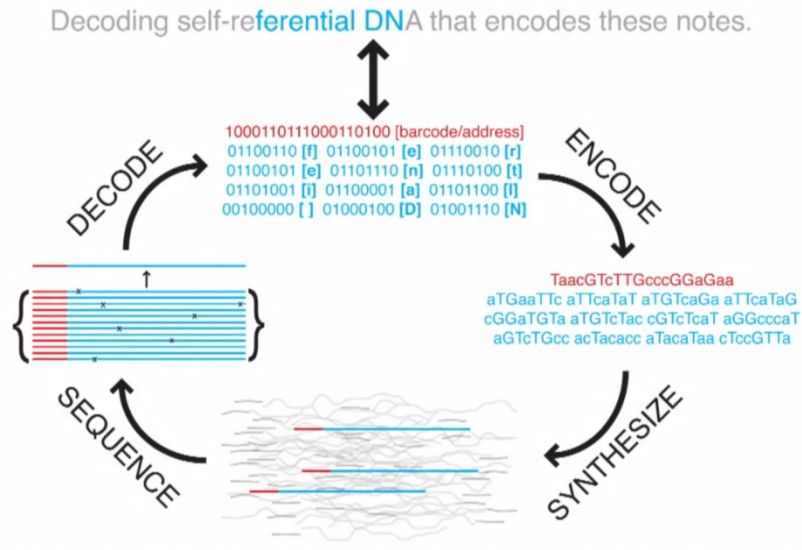 Decoding self-referential DNA that encodes these notes.
1000110111000110100 [barcode/address]
01100110 [f] 01100101 [e] 01110010 [r]
01100101 [e] 01101110 [n] 01110100 [t]
01101001 [i] 01100001 [a] 01101100 [l]
00100000 [ ] 01000100 [D] 01001110 [N]
DECODE
ENCODE
TaacGTcTTGcccGGaGaa
aTGaaTTc aTTcaTaT aTGTcaGa aTTcaTaG
cGGaTGTa aTGTcTac cGTcTcaT aGGcccaT
aGTcTGcc acTacacc aTacaTaa cTccGTTa
x
x
x
x
x
x
x
SEQUENCE
SYNTHESIZE